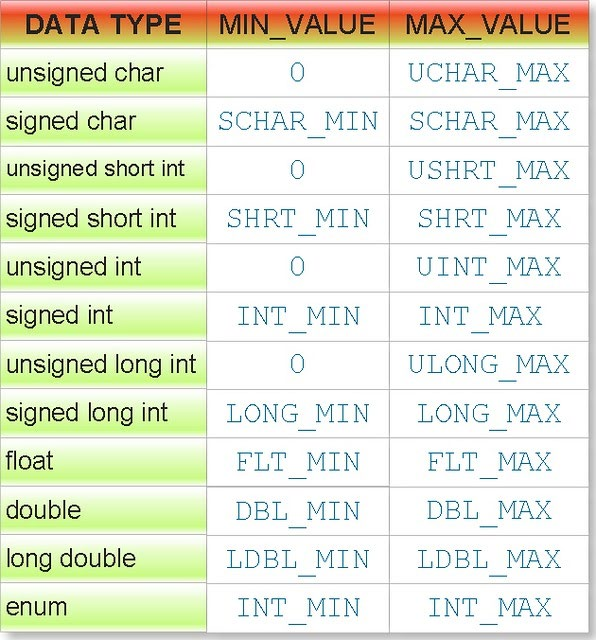 DATA TYPE MIN_VALUE MAX_VALUE
unsigned char 0 UCHAR_MAX
signed char SCHAR_MIN SCHAR_MAX
unsigned short int 0 USHRT_MAX
signed short int SHRT_MIN SHRT_MAX
unsigned int 0 UINT_MAX
signed int INT_MIN INT_MAX
unsigned long int 0 ULONG_MAX
signed long int LONG_MIN LONG_MAX
float FLT_MIN FLT_MAX
double DBL_MIN DBL_MAX
long double LDBL_MIN LDBL_MAX
enum INT_MIN INT_MAX